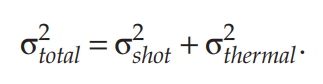 σ²total = σ²shot + σ²thermal.